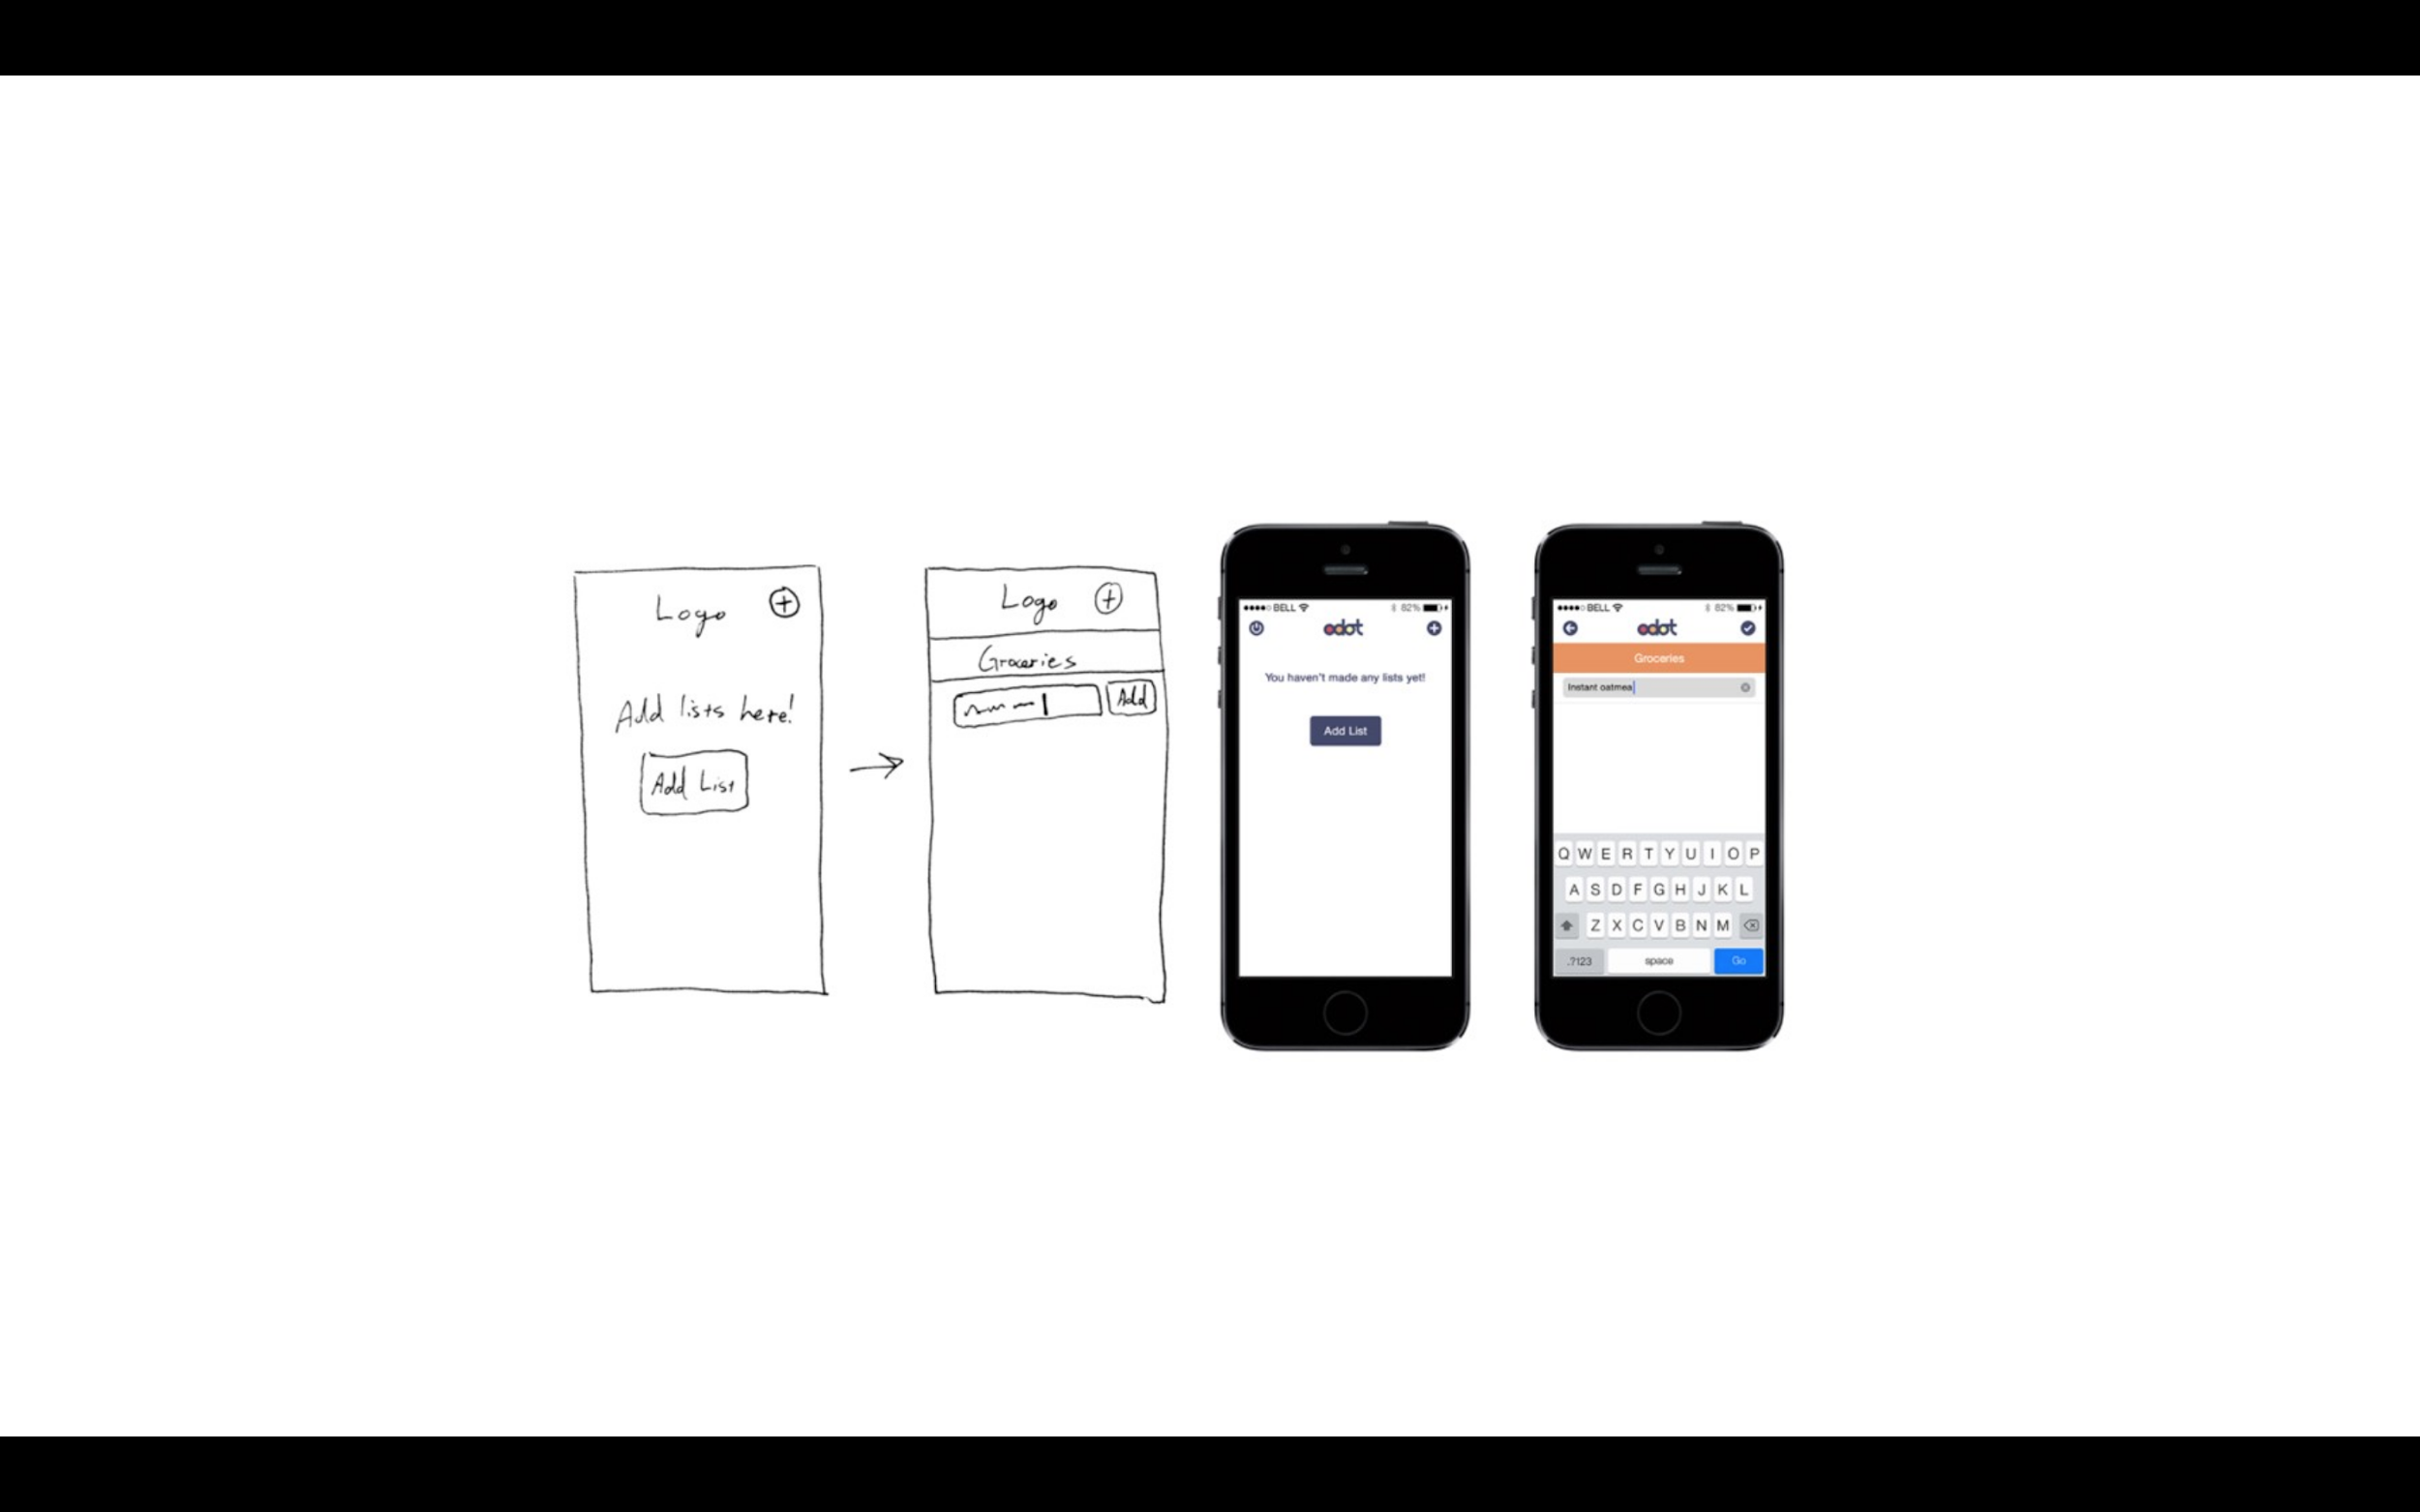 Logo +
Add lists here!
Add List
Logo +
Groceries
Add
BELL 82%
odot
You haven't made any lists yet!
Add List
BELL 82%
odot
Groceries
Instant oatmea
Q W E R T Y U I O P
A S D F G H J K L
Z X C V B N M
.?123 space Go